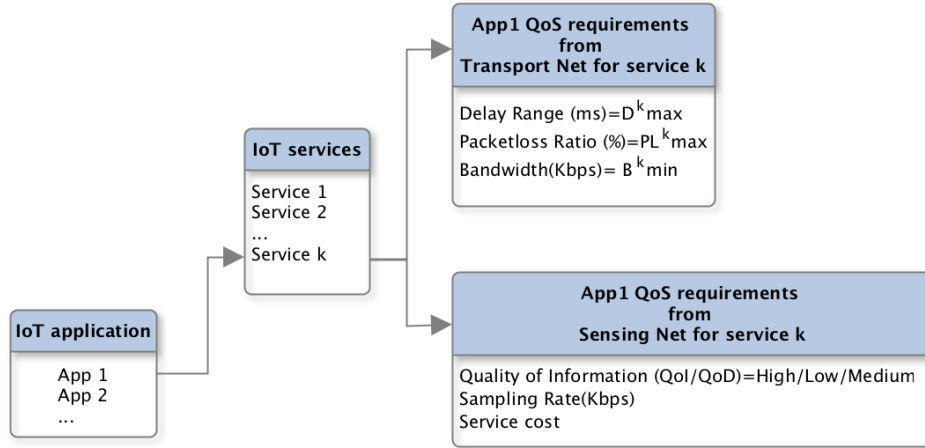 IoT application
App 1
App 2
...
IoT services
Service 1
Service 2
...
Service k
App1 QoS requirements
from
Transport Net for service k
Delay Range (ms)=D^k max
Packetloss Ratio (%)=PL^k max
Bandwidth(Kbps)= B^k min
App1 QoS requirements
from
Sensing Net for service k
Quality of Information (QoI/QoD)=High/Low/Medium
Sampling Rate(Kbps)
Service cost